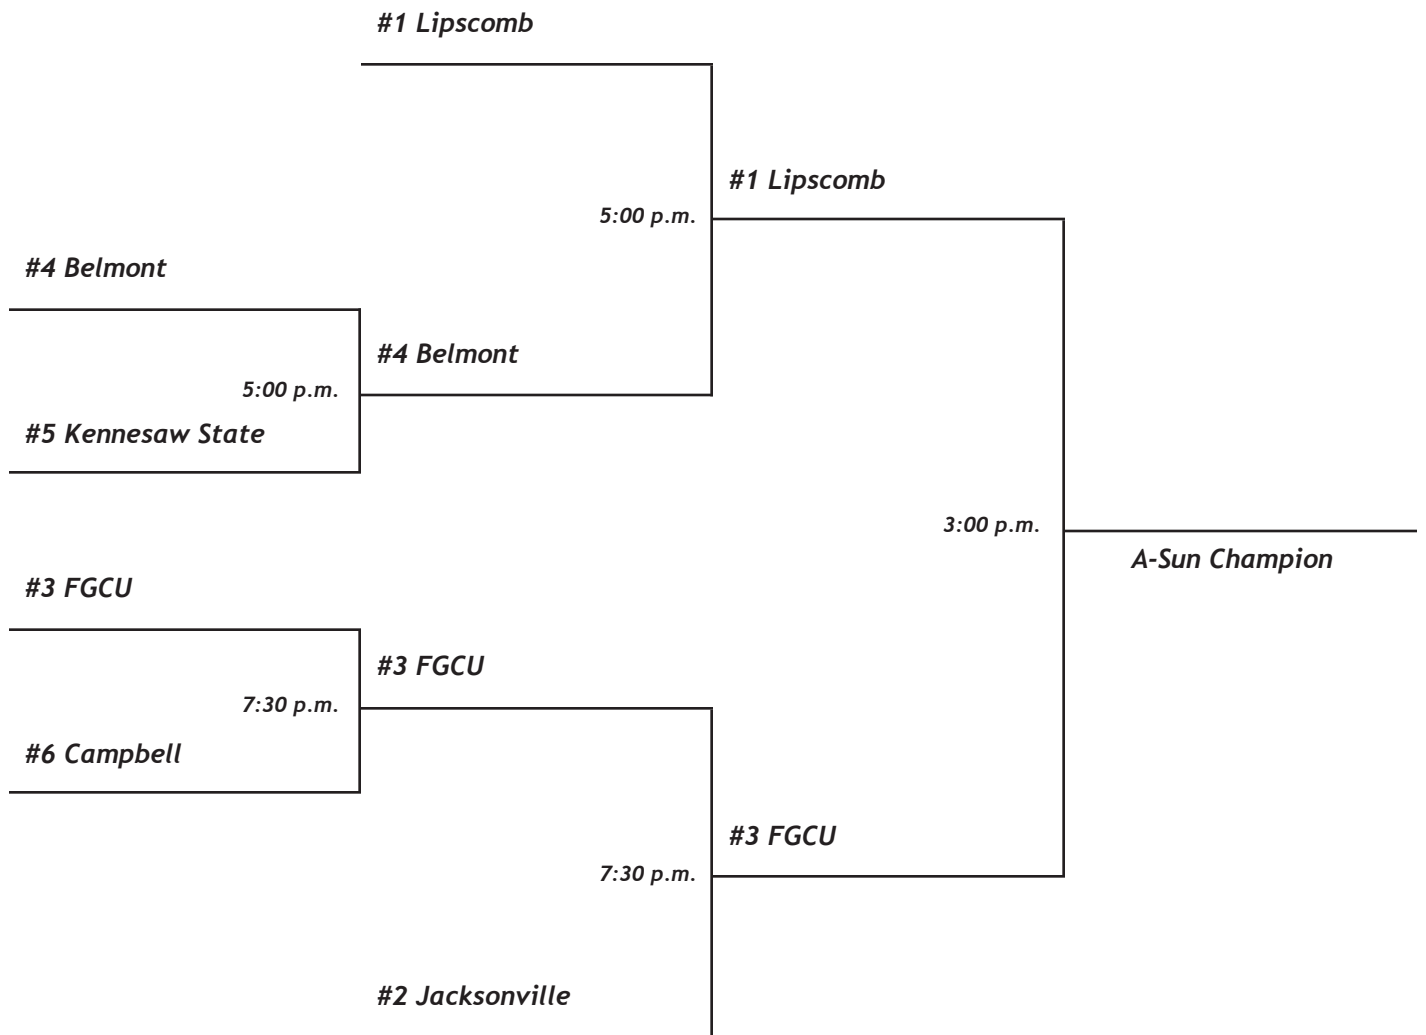 #1 Lipscomb
#1 Lipscomb
5:00 p.m.
#4 Belmont
#4 Belmont
5:00 p.m.
#5 Kennesaw State
3:00 p.m.
A-Sun Champion
#3 FGCU
#3 FGCU
7:30 p.m.
#6 Campbell
#3 FGCU
7:30 p.m.
#2 Jacksonville